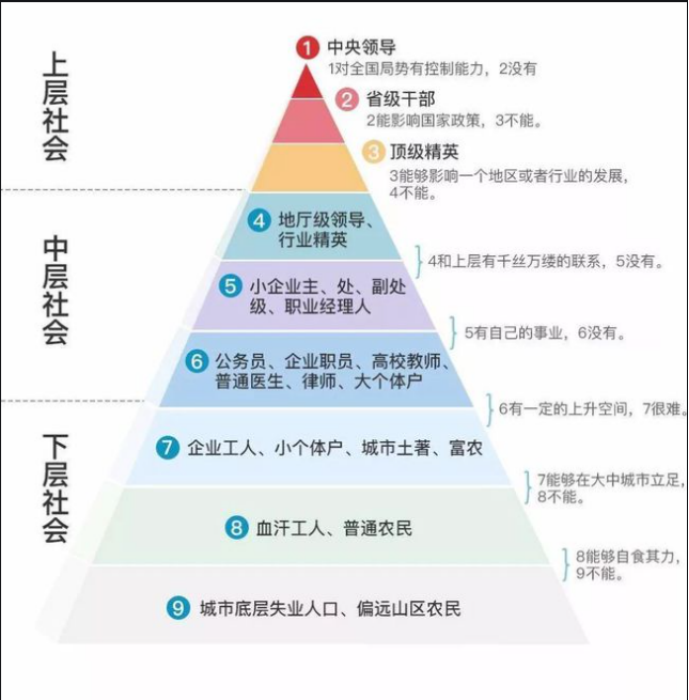 上层社会
1 中央领导
1对全国局势有控制能力，2没有
2 省级干部
2能影响国家政策，3不能。
3 顶级精英
3能够影响一个地区或者行业的发展，
4不能。
中层社会
4 地厅级领导、
行业精英
4和上层有千丝万缕的联系，5没有。
5 小企业主、处、副处
级、职业经理人
5有自己的事业，6没有。
6 公务员、企业职员、高校教师、
普通医生、律师、大个体户
6有一定的上升空间，7很难。
下层社会
7 企业工人、小个体户、城市土著、富农
7能够在大中城市立足，
8不能。
8 血汗工人、普通农民
8能够自食其力，
9不能。
9 城市底层失业人口、偏远山区农民